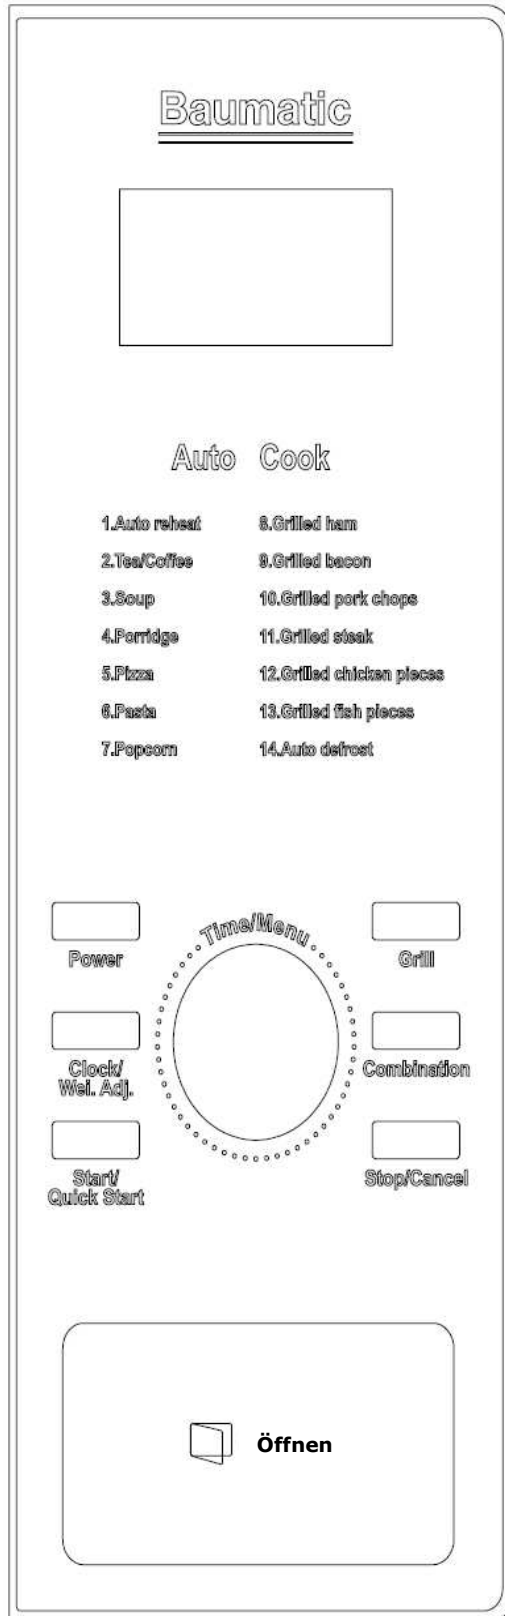 Baumatic
Auto Cook
1.Auto reheat
2.Tea/Coffee
3.Soup
4.Porridge
5.Pizza
6.Pasta
7.Popcorn
8.Grilled ham
9.Grilled bacon
10.Grilled pork chops
11.Grilled steak
12.Grilled chicken pieces
13.Grilled fish pieces
14.Auto defrost
Time/Menu
Power
Grill
Clock/
Wei. Adj.
Combination
Start/
Quick Start
Stop/Cancel
Öffnen